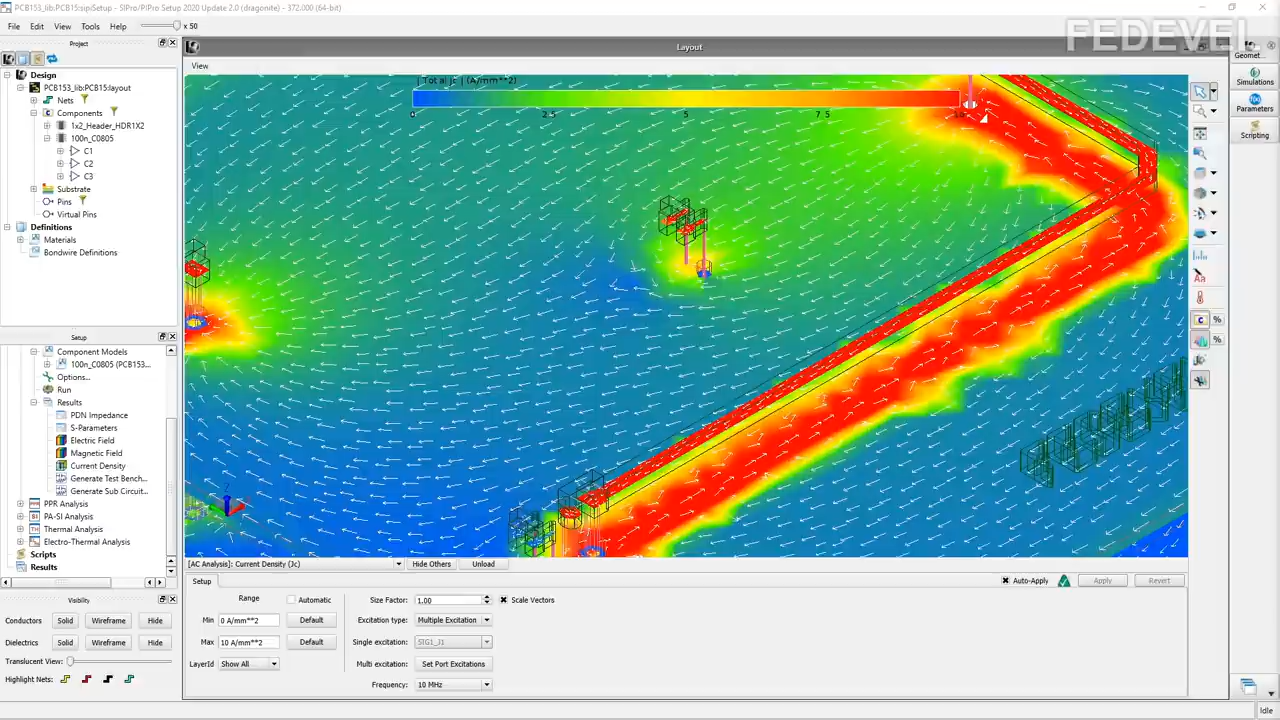 PCB153_lib:PCB15:sipiSetup - SIPro/PIPro Setup 2020 Update 2.0 (dragonite) - 372.000 (64-bit)
File Edit View Tools Help x 50
FEDEVEL
Project
Layout
View
Design
PCB153_lib:PCB15:layout
Nets
Components
1x2_Header_HDR1X2
100n_C0805
C1
C2
C3
Substrate
Pins
Virtual Pins
Definitions
Materials
Bondwire Definitions
| Total Jc | (A/mm**2)
0 2.5 5 7.5 10
Geomet...
Simulations
Parameters
Scripting
Aa
C %
%
Z
Setup
Component Models
100n_C0805 (PCB153...
Options...
Run
Results
PDN Impedance
S-Parameters
Electric Field
Magnetic Field
Current Density
Generate Test Bench...
Generate Sub Circuit...
PPR Analysis
PA-SI Analysis
Thermal Analysis
Electro-Thermal Analysis
Scripts
Results
[AC Analysis]: Current Density (Jc) Hide Others Unload
Setup
Auto-Apply Apply Revert
Range Automatic
Min 0 A/mm**2 Default
Max 10 A/mm**2 Default
LayerId Show All
Size Factor: 1.00 Scale Vectors
Excitation type: Multiple Excitation
Single excitation: SIG1_J1
Multi excitation: Set Port Excitations
Frequency: 10 MHz
Visibility
Conductors Solid Wireframe Hide
Dielectrics Solid Wireframe Hide
Translucent View:
Highlight Nets:
Idle